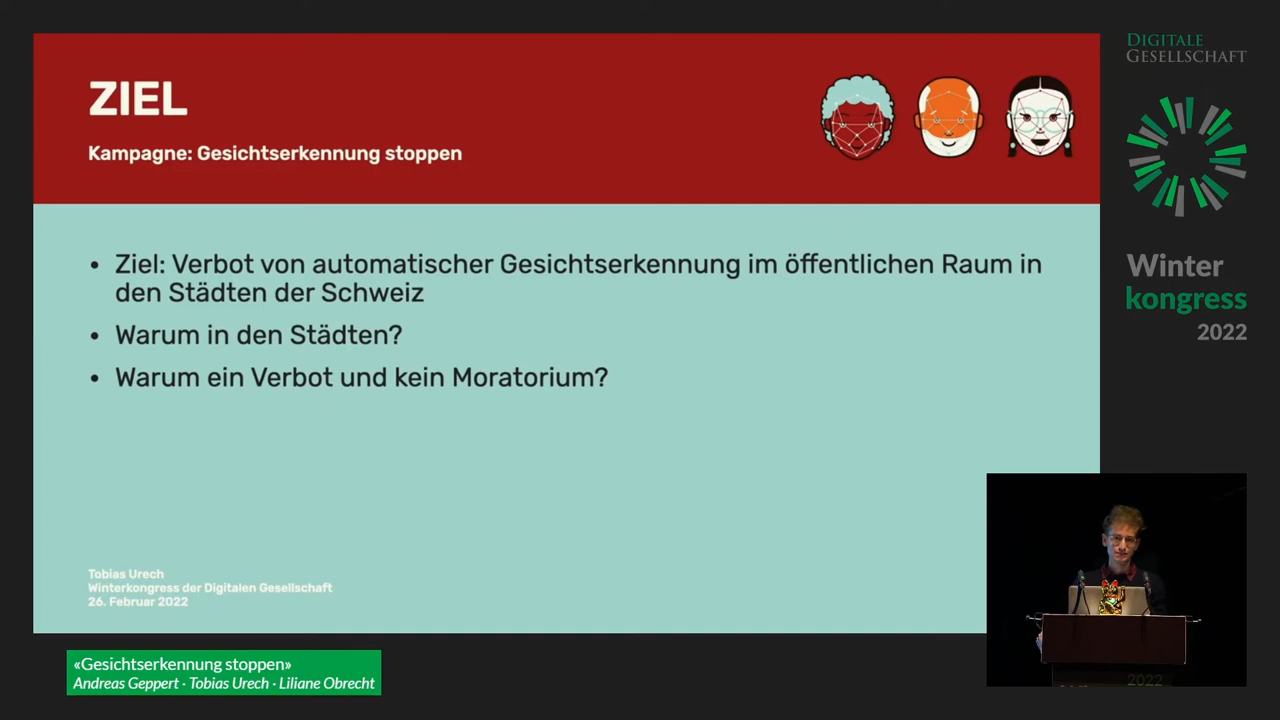 ZIEL
Kampagne: Gesichtserkennung stoppen
• Ziel: Verbot von automatischer Gesichtserkennung im öffentlichen Raum in
den Städten der Schweiz
• Warum in den Städten?
• Warum ein Verbot und kein Moratorium?
Tobias Urech
Winterkongress der Digitalen Gesellschaft
26. Februar 2022
DIGITALE
GESELLSCHAFT
Winter
kongress
2022
2022
«Gesichtserkennung stoppen»
Andreas Geppert · Tobias Urech · Liliane Obrecht